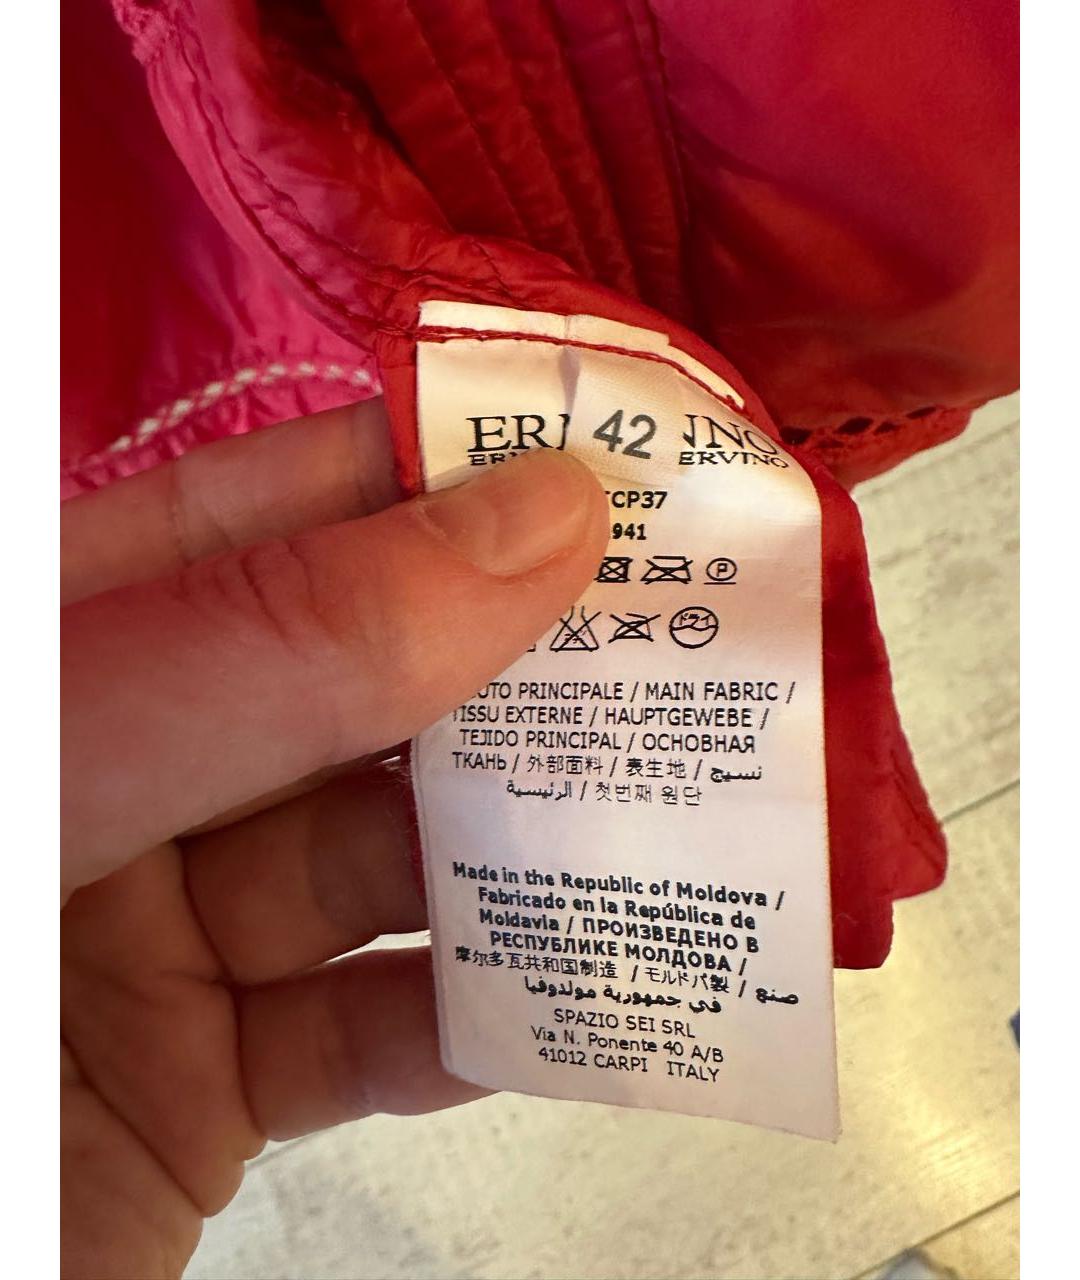 42
ERVINO
941
MAIN FABRIC /
TISSU EXTERNE / HAUPTGEWEBE /
TEJIDO PRINCIPAL / ОСНОВНАЯ
ТКАНЬ / 外部面料 / 表生地 / نسيج
الرئيسية / 첫번째 원단
Made in the Republic of Moldova /
Fabricado en la República de
Moldavia / ПРОИЗВЕДЕНО В
РЕСПУБЛИКЕ МОЛДОВА /
摩尔多瓦共和国制造 / モルドバ製 / صنع
في جمهورية مولدوفيا
SPAZIO SEI SRL
Via N. Ponente 40 A/B
41012 CARPI ITALY